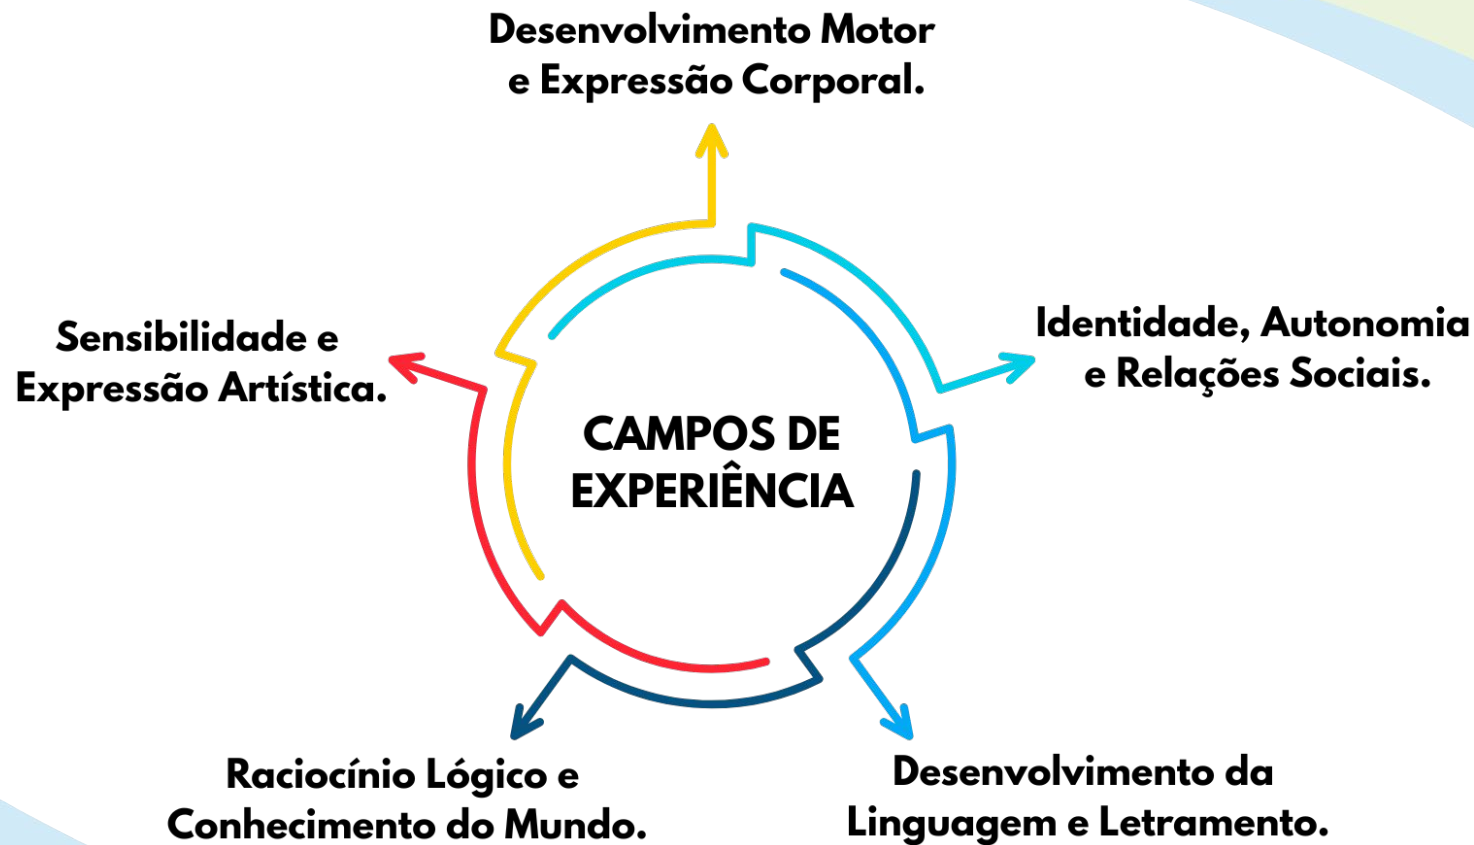 Desenvolvimento Motor
e Expressão Corporal.
Identidade, Autonomia
e Relações Sociais.
Sensibilidade e
Expressão Artística.
CAMPOS DE
EXPERIÊNCIA
Raciocínio Lógico e
Conhecimento do Mundo.
Desenvolvimento da
Linguagem e Letramento.